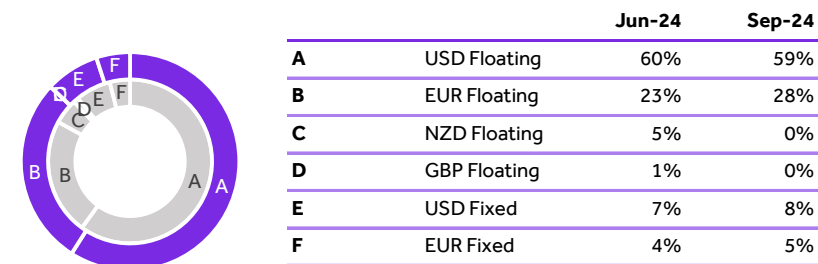 Jun-24 Sep-24
A USD Floating 60% 59%
B EUR Floating 23% 28%
C NZD Floating 5% 0%
D GBP Floating 1% 0%
E USD Fixed 7% 8%
F EUR Fixed 4% 5%
F
E
D
F
E
D
C
B
B
A
A